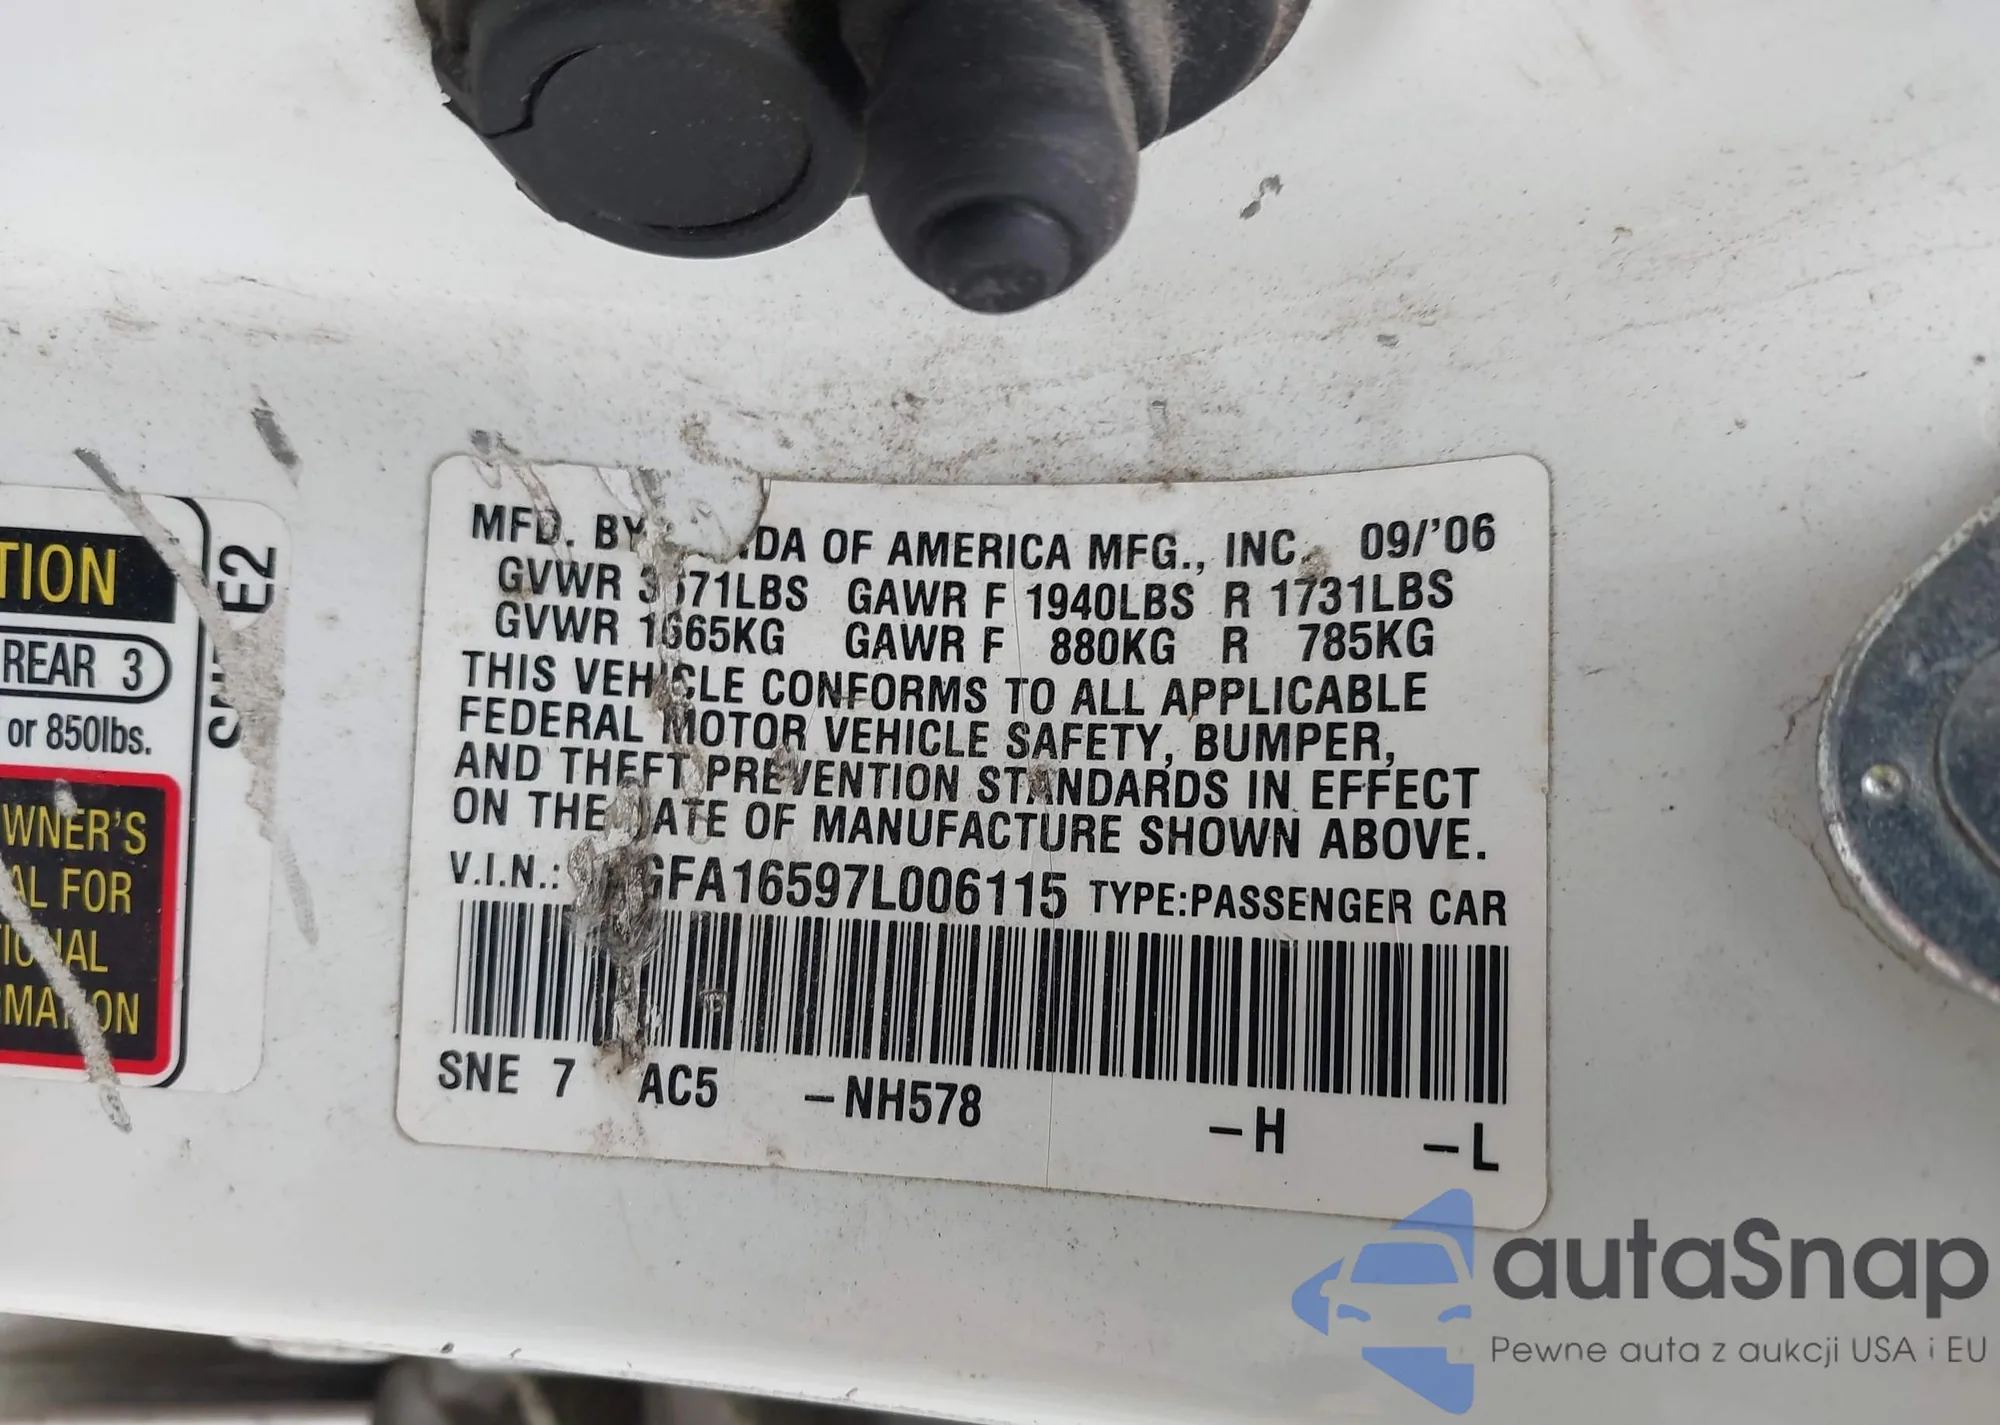 TION
REAR 3
or 850lbs.
WNER'S
AL FOR
MFD. BY DA OF AMERICA MFG., INC. 09/'06
GVWR 3671LBS GAWR F 1940LBS R 1731LBS
GVWR 1665KG GAWR F 880KG R 785KG
THIS VEHICLE CONFORMS TO ALL APPLICABLE
FEDERAL MOTOR VEHICLE SAFETY, BUMPER,
AND THEFT PREVENTION STANDARDS IN EFFECT
ON THE DATE OF MANUFACTURE SHOWN ABOVE.
V.I.N.: GFA16597L006115 TYPE:PASSENGER CAR
SNE 7 AC5 –NH578 –H –L
autaSnap
Pewne auta z aukcji USA i EU